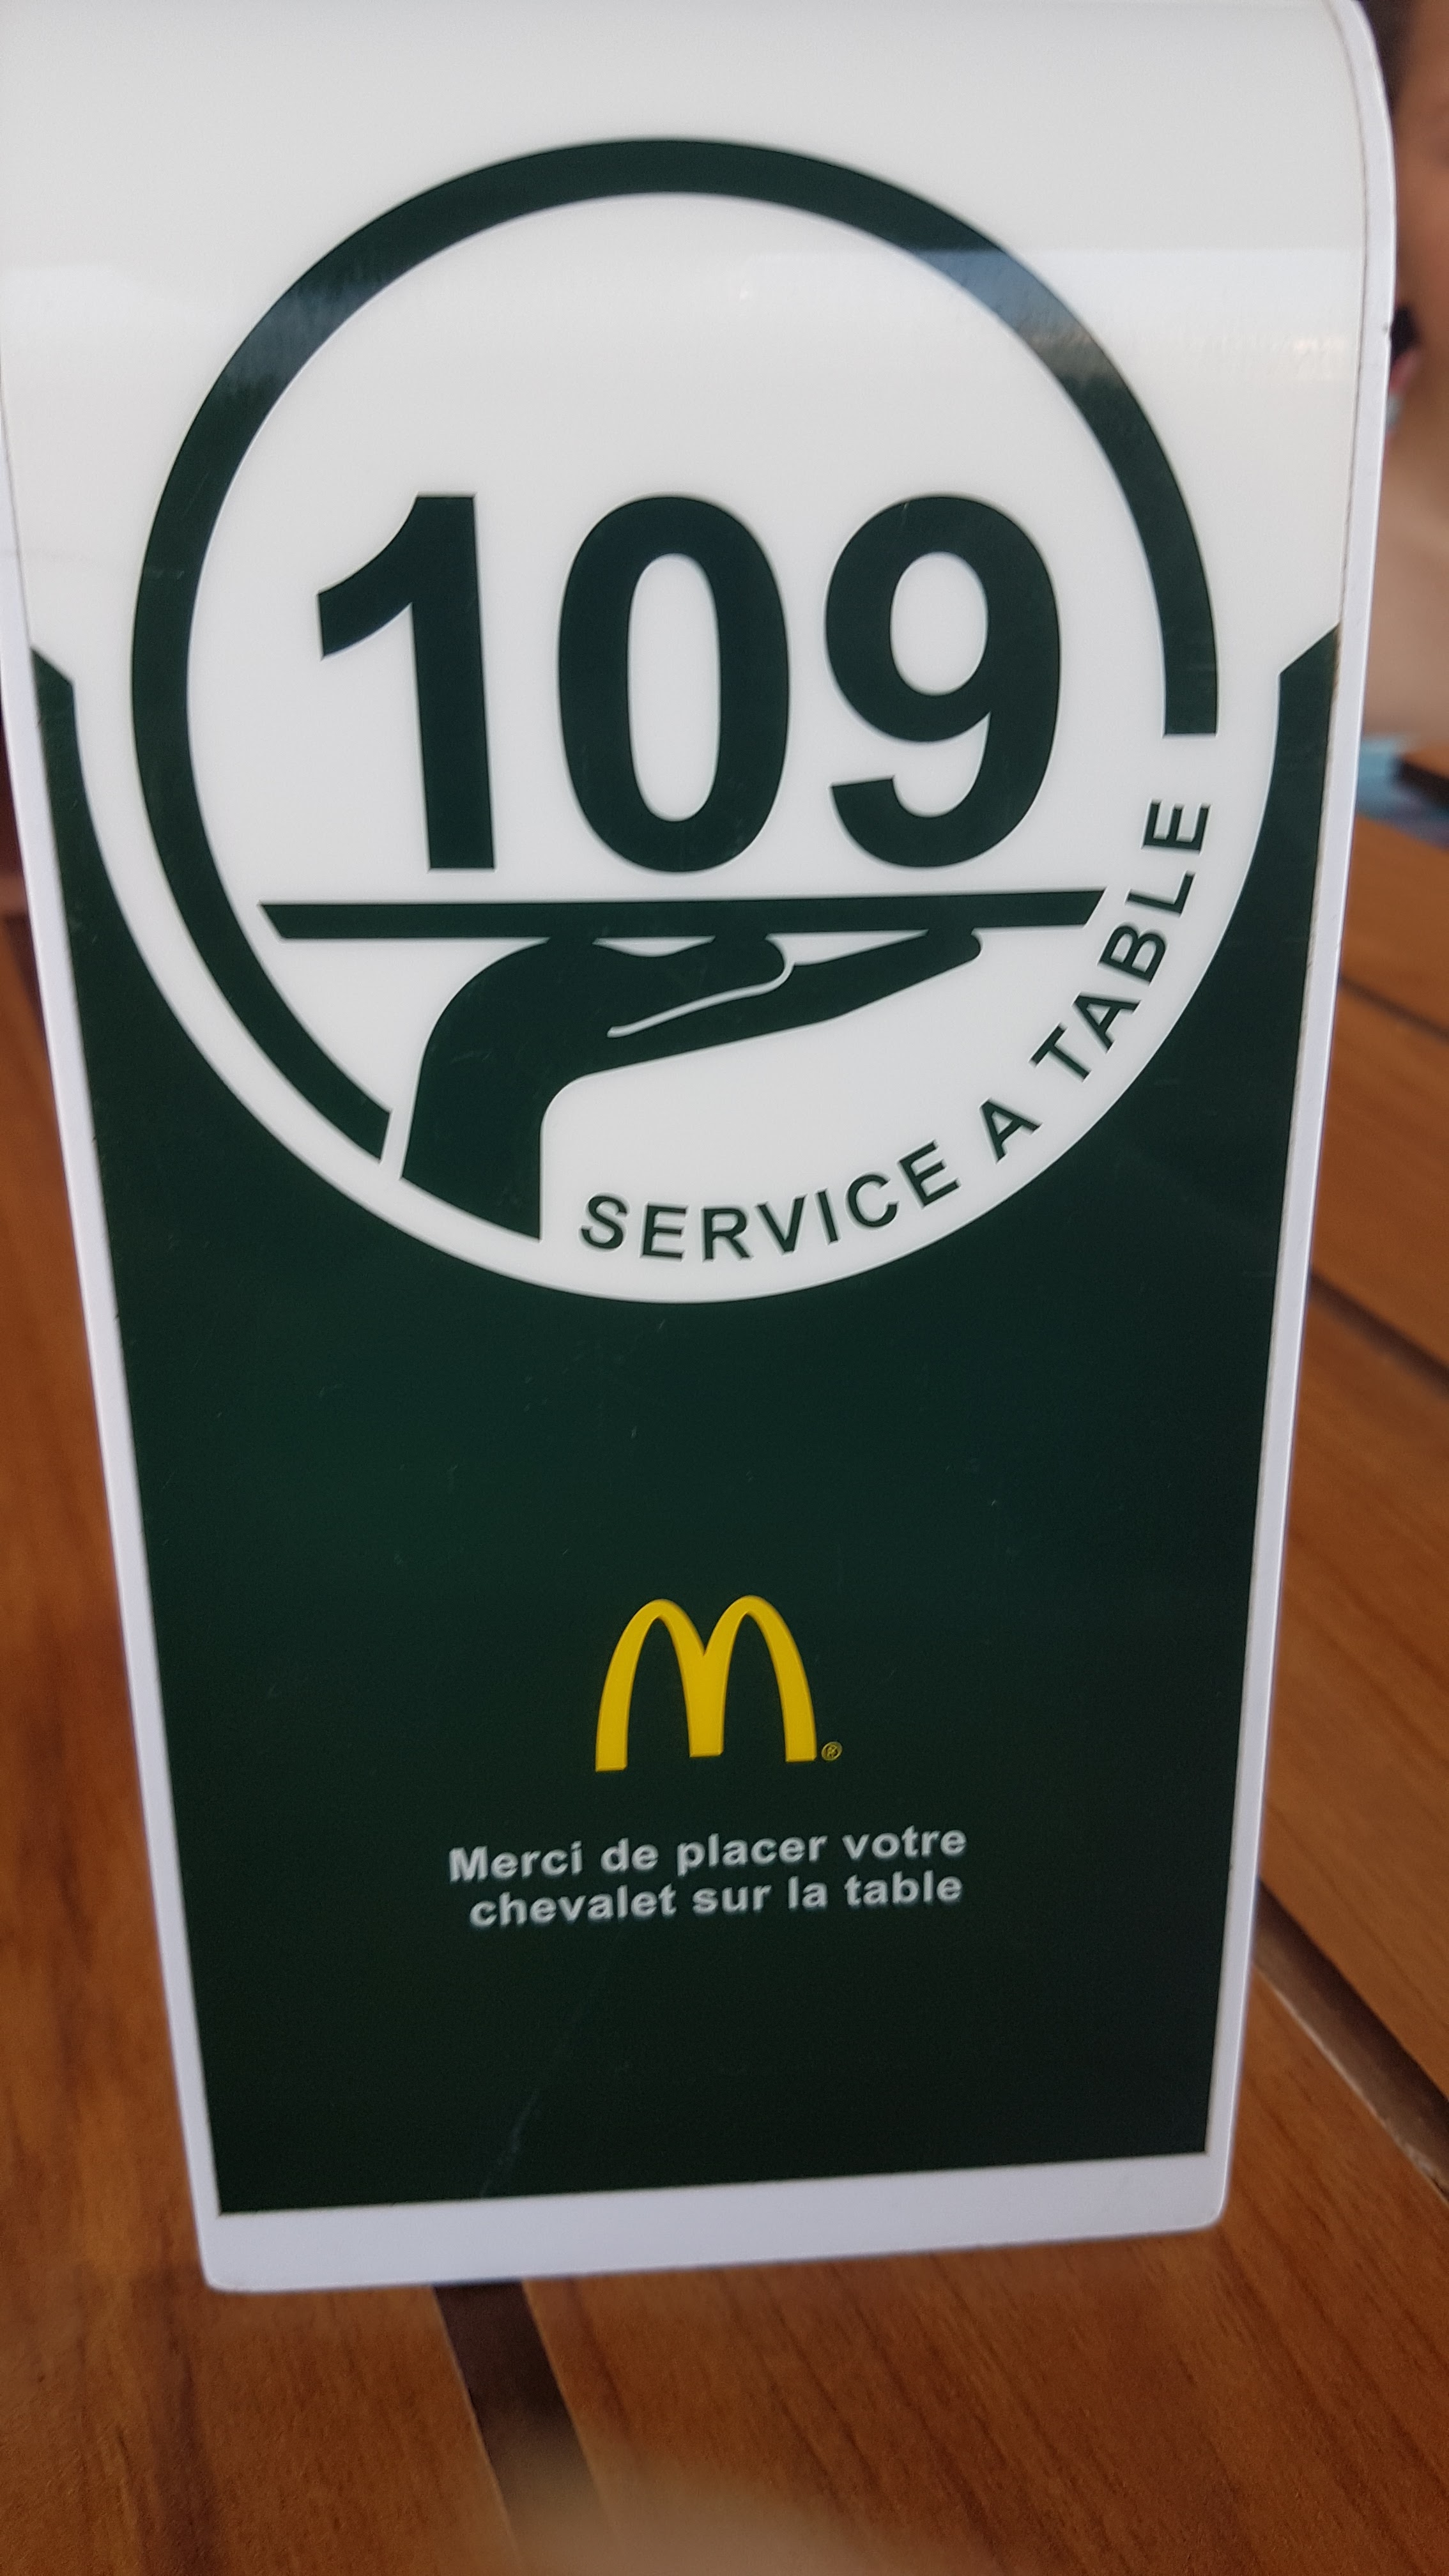 109
SERVICE A TABLE
M®
Merci de placer votre
chevalet sur la table